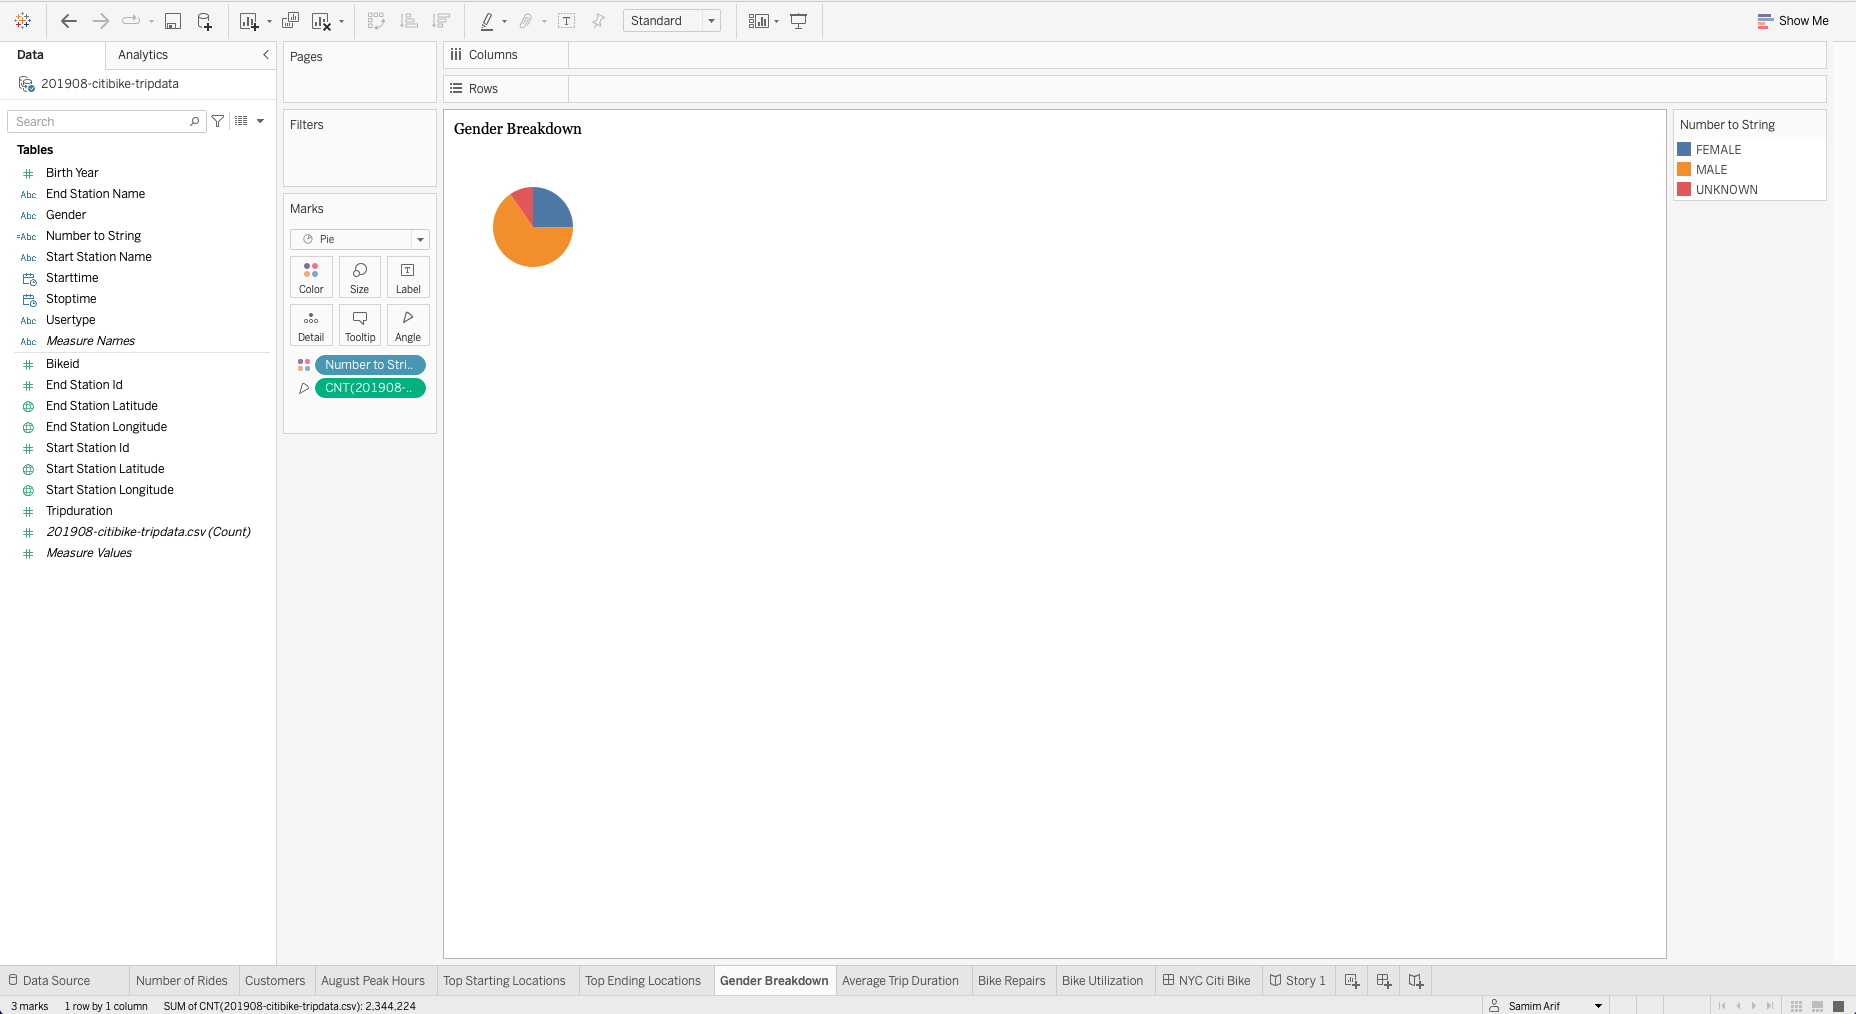 Standard
Show Me
Data
Analytics
201908-citibike-tripdata
Search
Tables
Birth Year
Abc End Station Name
Abc Gender
=Abc Number to String
Abc Start Station Name
Starttime
Stoptime
Abc Usertype
Abc Measure Names
Bikeid
End Station Id
End Station Latitude
End Station Longitude
Start Station Id
Start Station Latitude
Start Station Longitude
Tripduration
201908-citibike-tripdata.csv (Count)
Measure Values
Pages
Filters
Marks
Pie
Color Size Label
Detail Tooltip Angle
Number to Stri..
CNT(201908-..
Columns
Rows
Gender Breakdown
Number to String
FEMALE
MALE
UNKNOWN
Data Source Number of Rides Customers August Peak Hours Top Starting Locations Top Ending Locations Gender Breakdown Average Trip Duration Bike Repairs Bike Utilization NYC Citi Bike Story 1
3 marks 1 row by 1 column SUM of CNT(201908-citibike-tripdata.csv): 2,344,224 Samim Arif